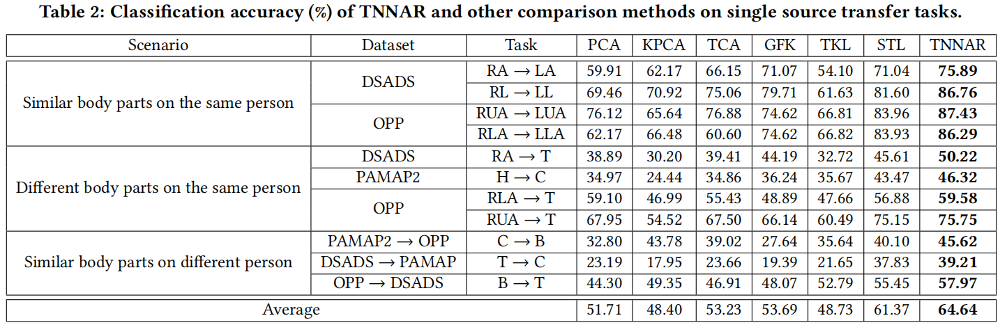 Table 2: Classification accuracy (%) of TNNAR and other comparison methods on single source transfer tasks.
Scenario Dataset Task PCA KPCA TCA GFK TKL STL TNNAR
Similar body parts on the same person DSADS RA → LA 59.91 62.17 66.15 71.07 54.10 71.04 75.89
RL → LL 69.46 70.92 75.06 79.71 61.63 81.60 86.76
OPP RUA → LUA 76.12 65.64 76.88 74.62 66.81 83.96 87.43
RLA → LLA 62.17 66.48 60.60 74.62 66.82 83.93 86.29
Different body parts on the same person DSADS RA → T 38.89 30.20 39.41 44.19 32.72 45.61 50.22
PAMAP2 H → C 34.97 24.44 34.86 36.24 35.67 43.47 46.32
OPP RLA → T 59.10 46.99 55.43 48.89 47.66 56.88 59.58
RUA → T 67.95 54.52 67.50 66.14 60.49 75.15 75.75
Similar body parts on different person PAMAP2 → OPP C → B 32.80 43.78 39.02 27.64 35.64 40.10 45.62
DSADS → PAMAP T → C 23.19 17.95 23.66 19.39 21.65 37.83 39.21
OPP → DSADS B → T 44.30 49.35 46.91 48.07 52.79 55.45 57.97
Average 51.71 48.40 53.23 53.69 48.73 61.37 64.64